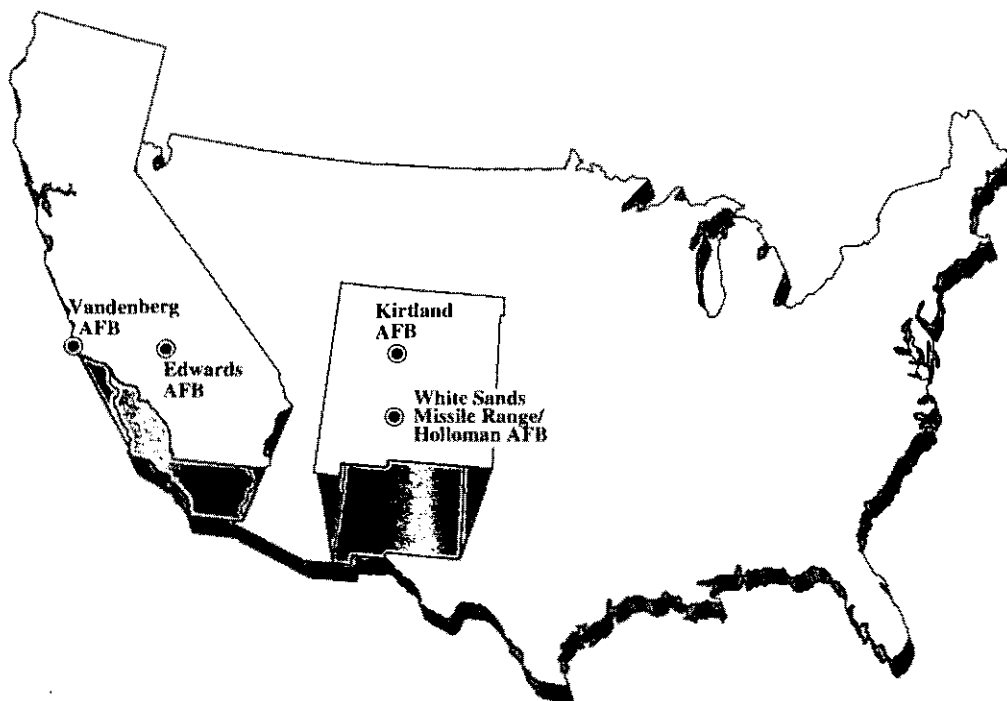 Vandenberg
AFB
Edwards
AFB
Kirtland
AFB
White Sands
Missile Range/
Holloman AFB